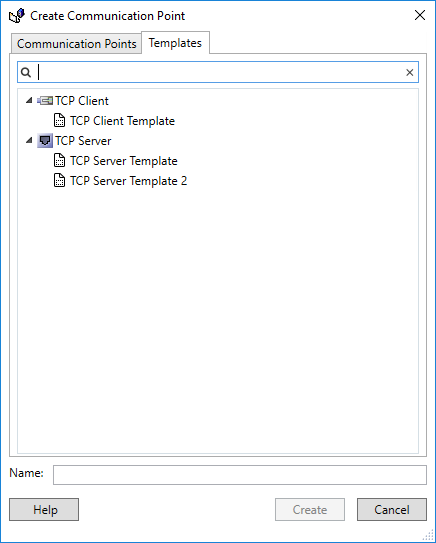 Create Communication Point
Communication Points Templates
TCP Client
TCP Client Template
TCP Server
TCP Server Template
TCP Server Template 2
Name:
Help Create Cancel